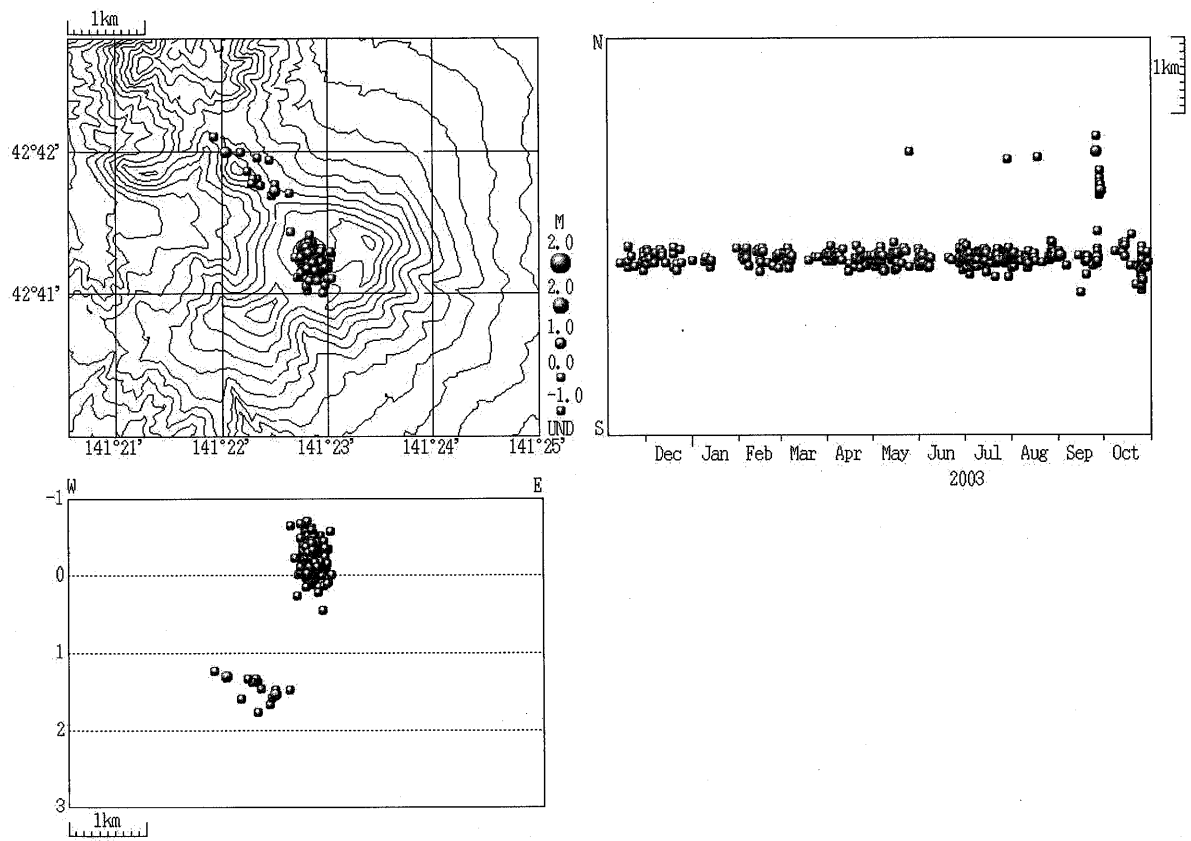 1km
42°42'
42°41'
141°21' 141°22' 141°23' 141°24' 141°25'
M
2.0
2.0
1.0
0.0
-1.0
UND
N
S
1km
Dec Jan Feb Mar Apr May Jun Jul Aug Sep Oct
2003
W E
-1
0
1
2
3
1km